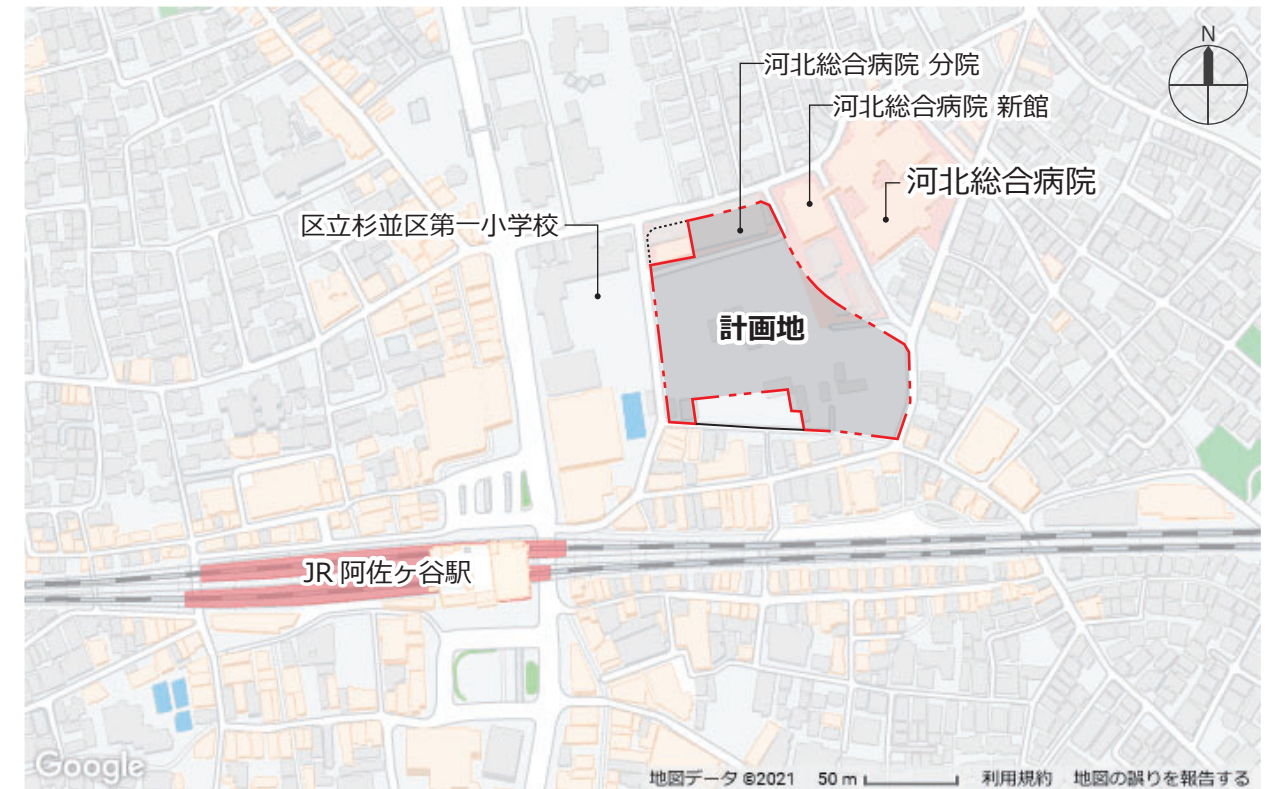 N
河北総合病院 分院
河北総合病院 新館
河北総合病院
区立杉並区第一小学校
計画地
JR 阿佐ヶ谷駅
Google
地図データ ©2021 50 m 利用規約 地図の誤りを報告する